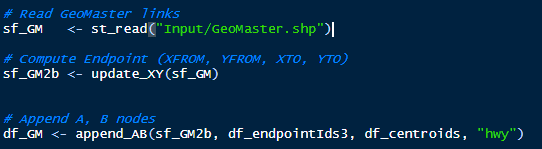 # Read GeoMaster links
sf_GM   <- st_read("Input/GeoMaster.shp")
# Compute Endpoint (XFROM, YFROM, XTO, YTO)
sf_GM2b <- update_XY(sf_GM)
# Append A, B nodes
df_GM <- append_AB(sf_GM2b, df_endpointIds3, df_centroids, "hwy")